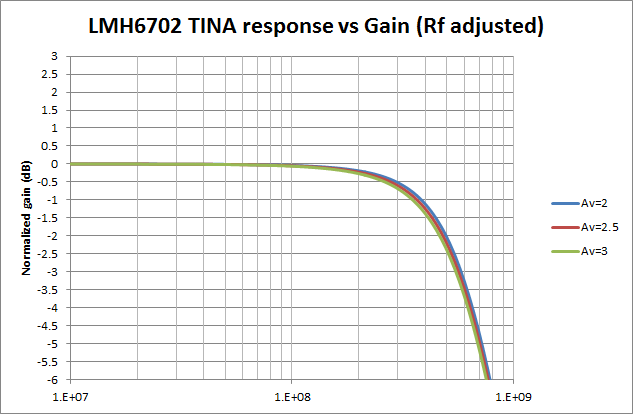 LMH6702 TINA response vs Gain (Rf adjusted)
3
2.5
2
1.5
1
0.5
0
-0.5
-1
-1.5
-2
-2.5
-3
-3.5
-4
-4.5
-5
-5.5
-6
Normalized gain (dB)
1.E+07
1.E+08
1.E+09
Av=2
Av=2.5
Av=3